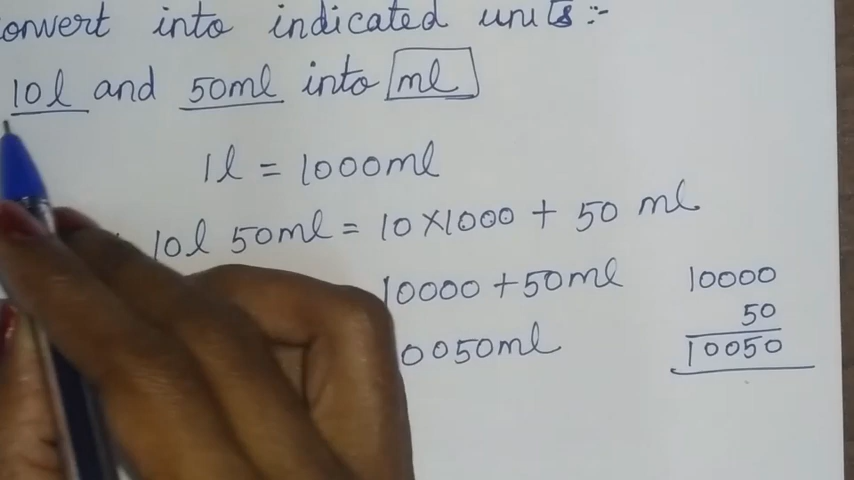 onvert into indicated units :-
10l and 50ml into ml
1l = 1000ml
10l 50ml = 10 × 1000 + 50 ml
10000 + 50ml
0050ml
10000
50
10050